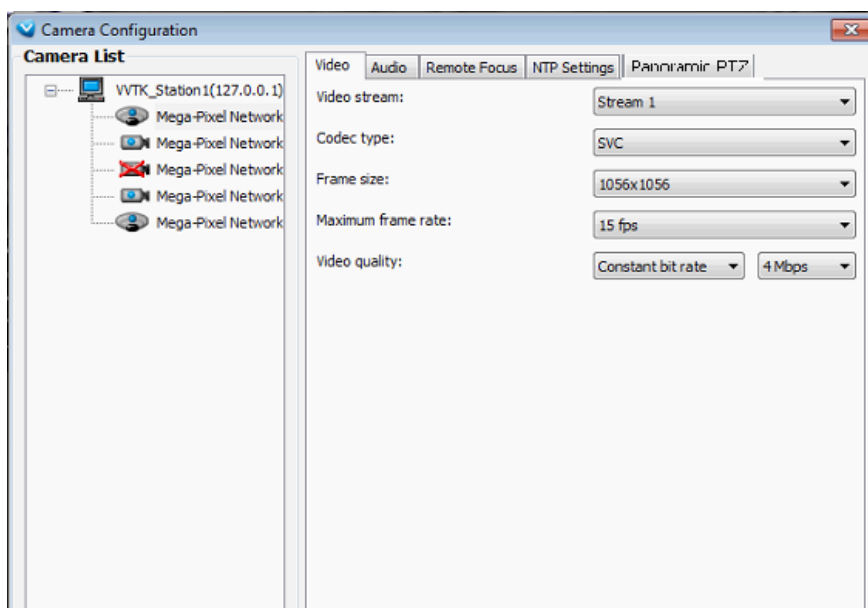 Camera Configuration
Camera List
VVTK_Station1(127.0.0.1)
Mega-Pixel Network
Mega-Pixel Network
Mega-Pixel Network
Mega-Pixel Network
Mega-Pixel Network
Video Audio Remote Focus NTP Settings Panoramic PTZ
Video stream: Stream 1
Codec type: SVC
Frame size: 1056x1056
Maximum frame rate: 15 fps
Video quality: Constant bit rate 4 Mbps